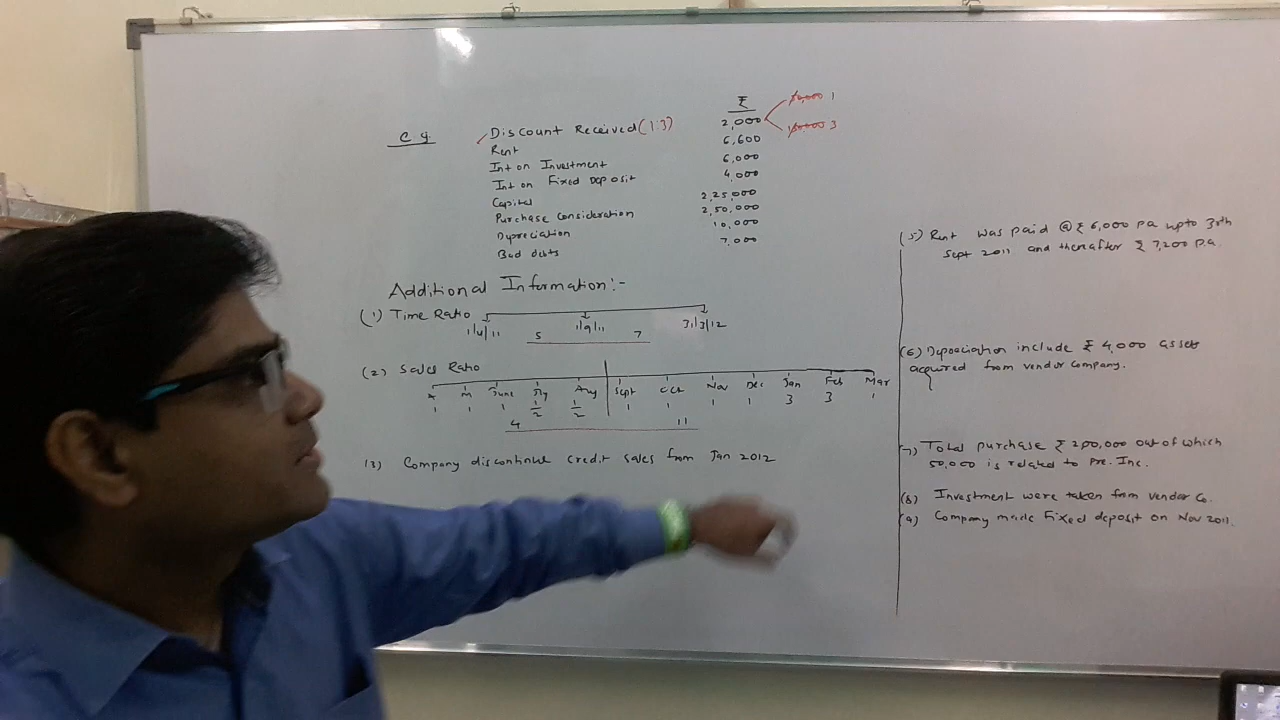 ₹
C g
Discount Received (1:3) 2,000 1
3
Rent 6,600
Int on Investment 6,000
Int on Fixed Deposit 4,000
Capital 2,25,000
Purchase Consideration 2,50,000
Depreciation 10,000
Bad debts 7,000
Additional Information:-
(1) Time Ratio
1/4/11 5 1/9/11 7 31/3/12
(2) Sales Ratio
A M June Jly Aug Sept Oct Nov Dec Jan Feb Mar
1 1 1 1/2 1/2 1 1 1 1 3 3 1
4 11
(3) Company discontinue credit sales from Jan 2012
(5) Rent was paid @ ₹ 6,000 pa upto 30th
Sept 2011 and thereafter ₹ 7,200 p.a.
(6) Depreciation include ₹ 4,000 assets
acquired from vendor company.
7) Total purchase ₹ 200,000 out of which
50,000 is related to pre. Inc.
(8) Investment were taken from vendor Co.
(9) Company made Fixed deposit on Nov 2011.